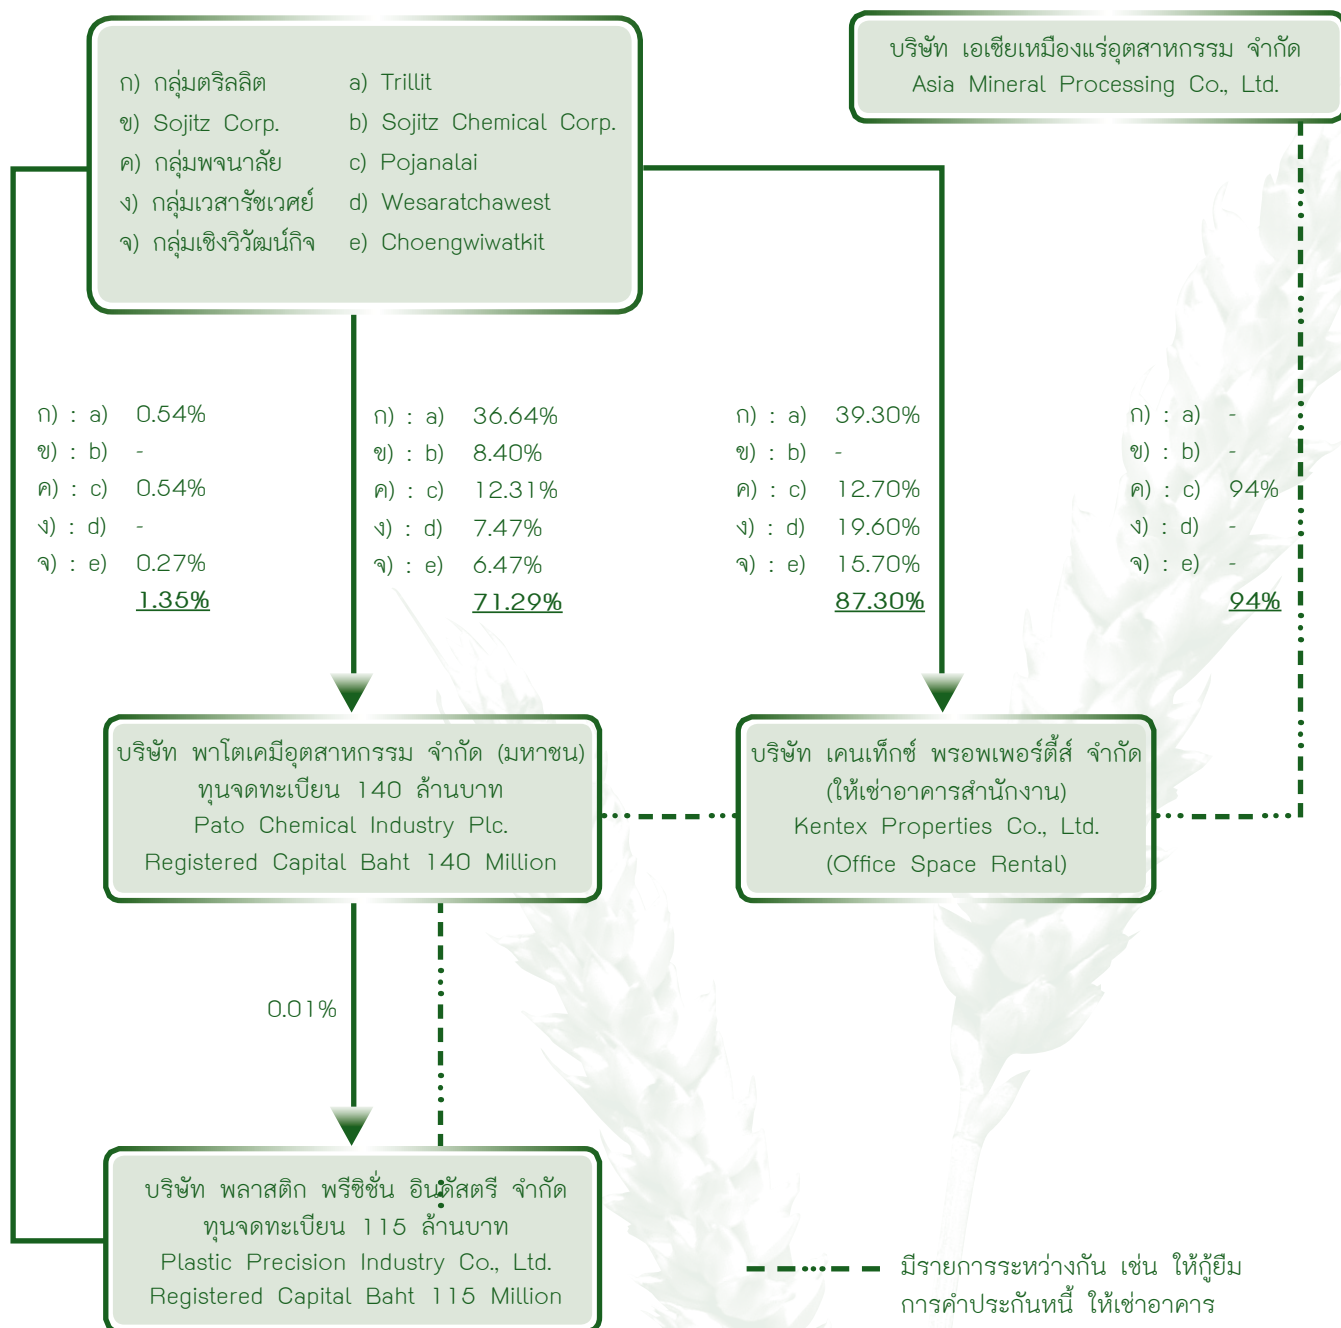 ก) กลุ่มตริลลิต a) Trillit
ข) Sojitz Corp. b) Sojitz Chemical Corp.
ค) กลุ่มพจนาลัย c) Pojanalai
ง) กลุ่มเวสารัชเวศย์ d) Wesaratchawest
จ) กลุ่มเชิงวิวัฒน์กิจ e) Choengwiwatkit
บริษัท เอเซียเหมืองแร่อุตสาหกรรม จำกัด
Asia Mineral Processing Co., Ltd.
ก) : a) 0.54%
ข) : b) -
ค) : c) 0.54%
ง) : d) -
จ) : e) 0.27%
1.35%
ก) : a) 36.64%
ข) : b) 8.40%
ค) : c) 12.31%
ง) : d) 7.47%
จ) : e) 6.47%
71.29%
ก) : a) 39.30%
ข) : b) -
ค) : c) 12.70%
ง) : d) 19.60%
จ) : e) 15.70%
87.30%
ก) : a) -
ข) : b) -
ค) : c) 94%
ง) : d) -
จ) : e) -
94%
บริษัท พาโตเคมีอุตสาหกรรม จำกัด (มหาชน)
ทุนจดทะเบียน 140 ล้านบาท
Pato Chemical Industry Plc.
Registered Capital Baht 140 Million
บริษัท เคนเท็กซ์ พรอพเพอร์ตี้ส์ จำกัด
(ให้เช่าอาคารสำนักงาน)
Kentex Properties Co., Ltd.
(Office Space Rental)
0.01%
บริษัท พลาสติก พรีซิชั่น อินดัสตรี จำกัด
ทุนจดทะเบียน 115 ล้านบาท
Plastic Precision Industry Co., Ltd.
Registered Capital Baht 115 Million
มีรายการระหว่างกัน เช่น ให้กู้ยืม
การค้ำประกันหนี้ ให้เช่าอาคาร